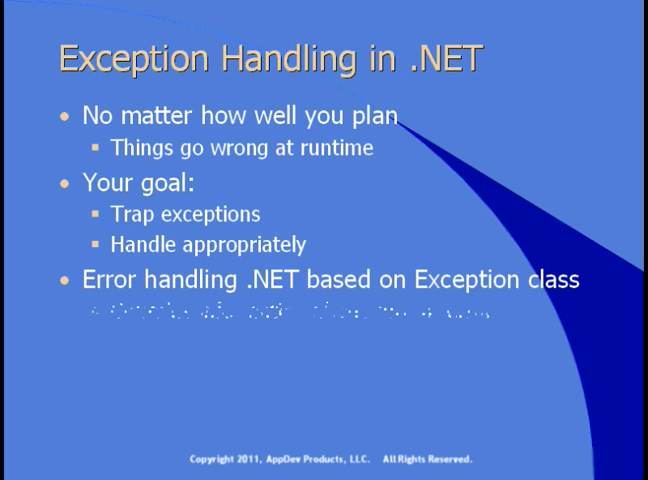 Exception Handling in .NET
No matter how well you plan
Things go wrong at runtime
Your goal:
Trap exceptions
Handle appropriately
Error handling .NET based on Exception class
Copyright 2011, AppDev Products, LLC. All Rights Reserved.